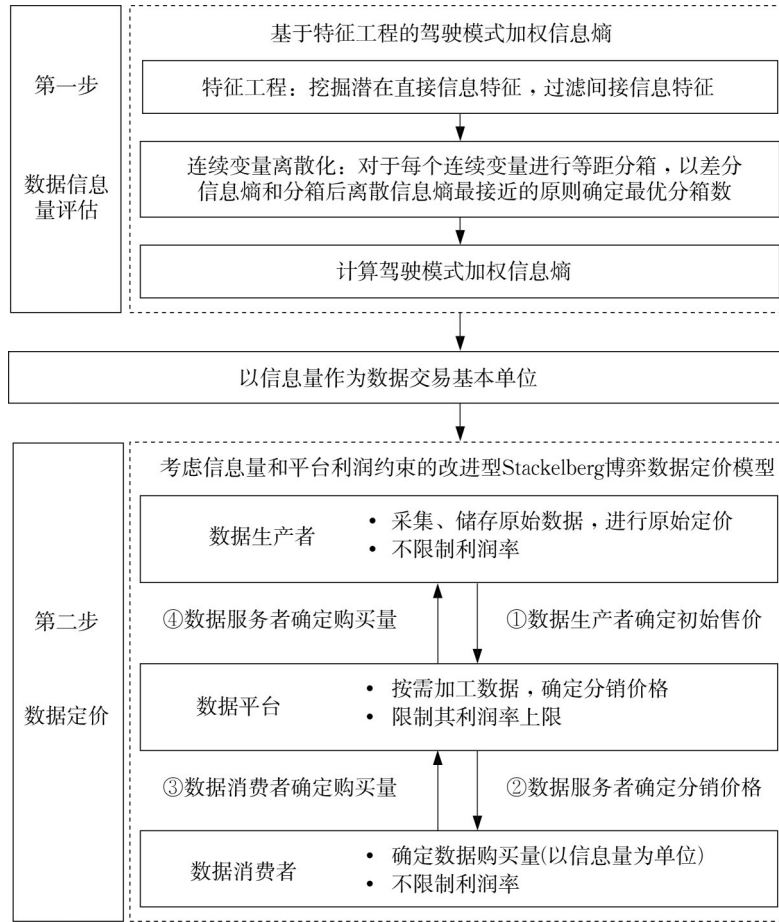 基于特征工程的驾驶模式加权信息熵
第一步
数据信息
量评估
特征工程：挖掘潜在直接信息特征，过滤间接信息特征
连续变量离散化：对于每个连续变量进行等距分箱，以差分
信息熵和分箱后离散信息熵最接近的原则确定最优分箱数
计算驾驶模式加权信息熵
以信息量作为数据交易基本单位
考虑信息量和平台利润约束的改进型Stackelberg博弈数据定价模型
第二步
数据定价
数据生产者
• 采集、储存原始数据，进行原始定价
• 不限制利润率
④数据服务者确定购买量
①数据生产者确定初始售价
数据平台
• 按需加工数据，确定分销价格
• 限制其利润率上限
③数据消费者确定购买量
②数据服务者确定分销价格
数据消费者
• 确定数据购买量(以信息量为单位)
• 不限制利润率